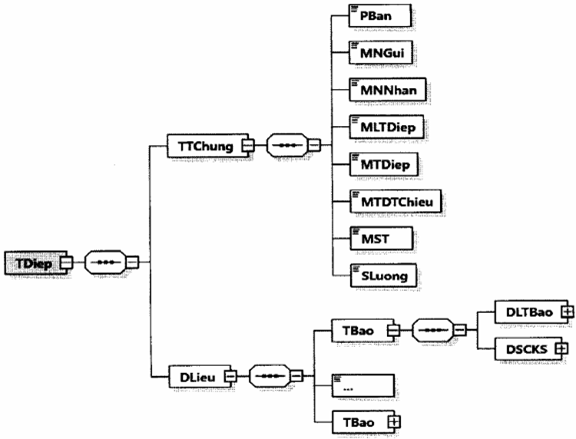 PBan
MNGui
MNNhan
MLTDiep
TTChung
MTDiep
MTDTChieu
MST
SLuong
TDiep
DLTBao
TBao
DSCKS
DLieu
...
TBao